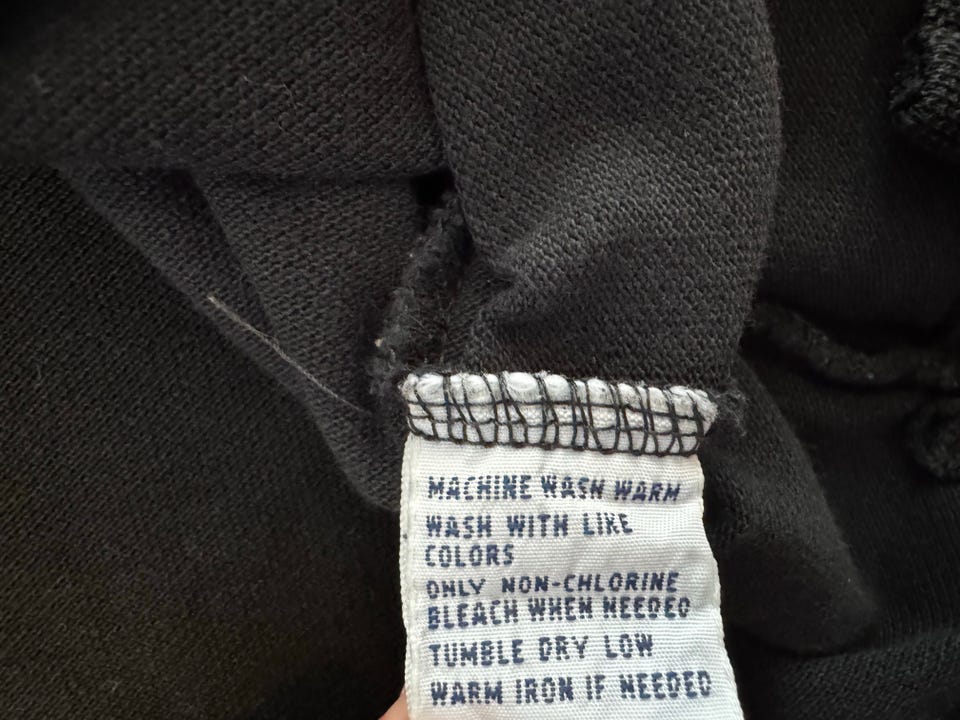 MACHINE WASH WARM
WASH WITH LIKE
COLORS
ONLY NON-CHLORINE
BLEACH WHEN NEEDED
TUMBLE DRY LOW
WARM IRON IF NEEDED